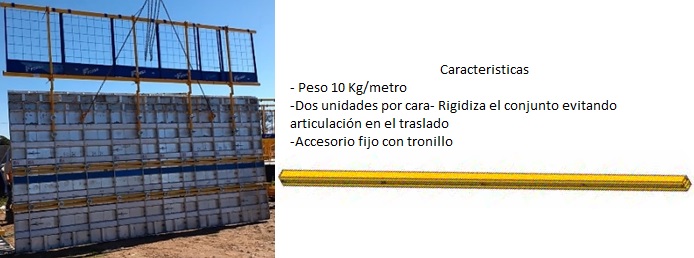 Caracteristicas
- Peso 10 Kg/metro
-Dos unidades por cara- Rigidiza el conjunto evitando
articulación en el traslado
-Accesorio fijo con tronillo